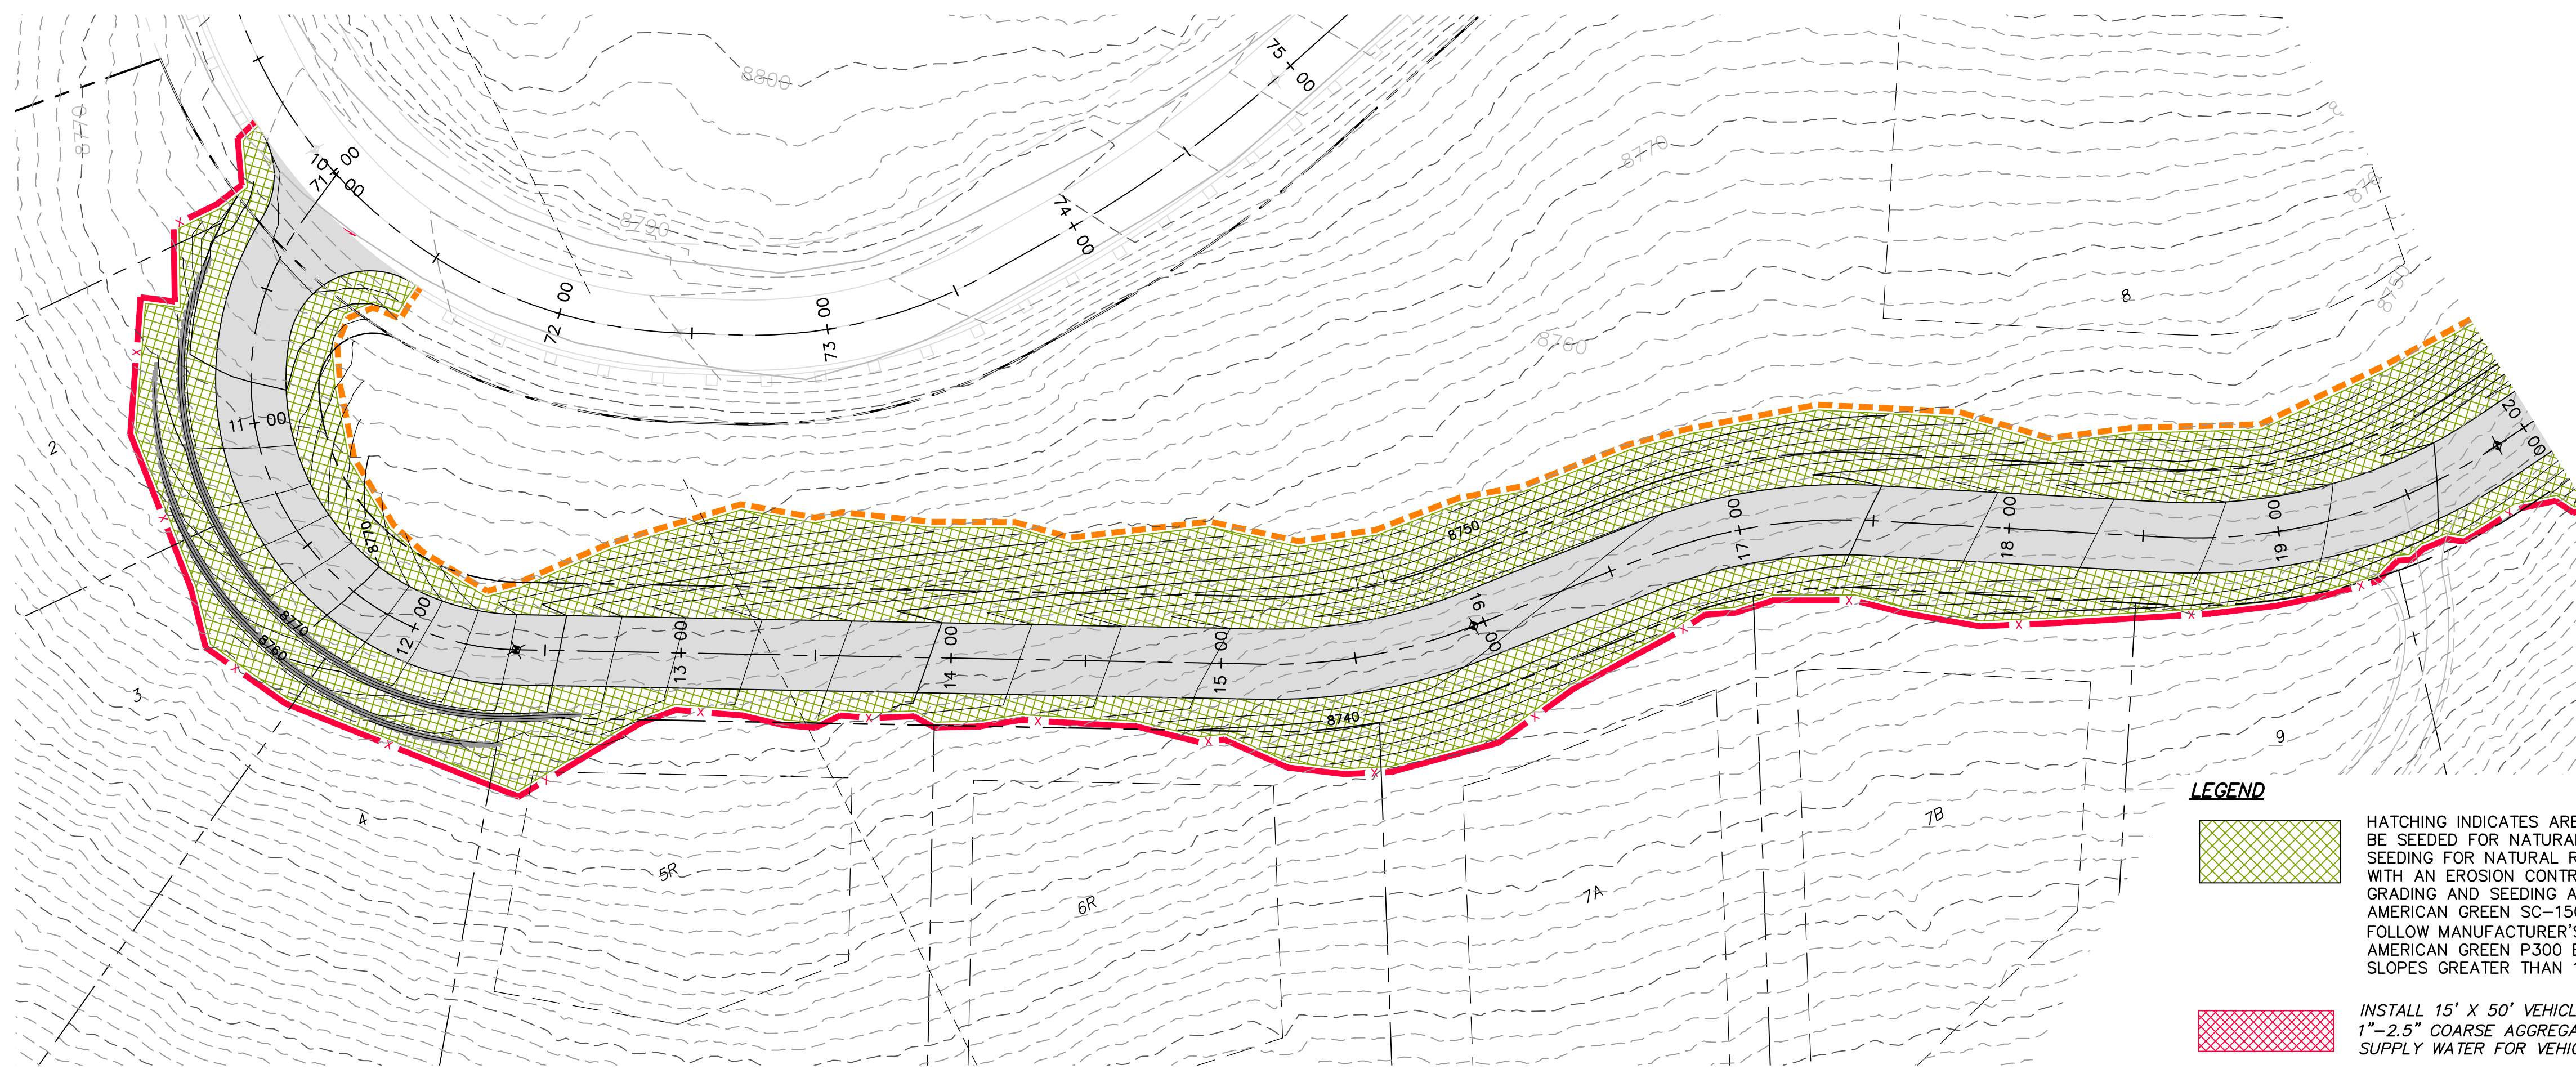 8800
75+00
8770
8770
10+00
71+00
8790
74+00
72+00
73+00
8
8750
8760
11+00
2
20+00
8770
8750
12+00
13+00
14+00
15+00
16+00
17+00
18+00
19+00
8770
8760
3
8740
4
5R
6R
7A
7B
9
LEGEND
HATCHING INDICATES ARE
BE SEEDED FOR NATURAL
SEEDING FOR NATURAL R
WITH AN EROSION CONTR
GRADING AND SEEDING A
AMERICAN GREEN SC-150
FOLLOW MANUFACTURER'S
AMERICAN GREEN P300 E
SLOPES GREATER THAN
INSTALL 15' X 50' VEHICL
1"-2.5" COARSE AGGREGA
SUPPLY WATER FOR VEHIC